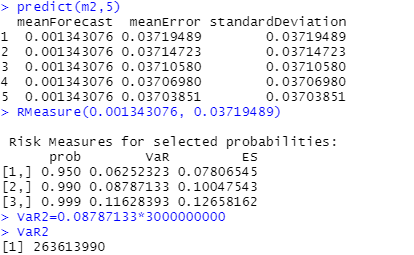 > predict(m2,5)
meanForecast meanError standardDeviation
1 0.001343076 0.03719489 0.03719489
2 0.001343076 0.03714723 0.03714723
3 0.001343076 0.03710580 0.03710580
4 0.001343076 0.03706980 0.03706980
5 0.001343076 0.03703851 0.03703851
> RMeasure(0.001343076, 0.03719489)
Risk Measures for selected probabilities:
prob VaR ES
[1,] 0.950 0.06252323 0.07806545
[2,] 0.990 0.08787133 0.10047543
[3,] 0.999 0.11628393 0.12658162
> VaR2=0.08787133*3000000000
> VaR2
[1] 263613990